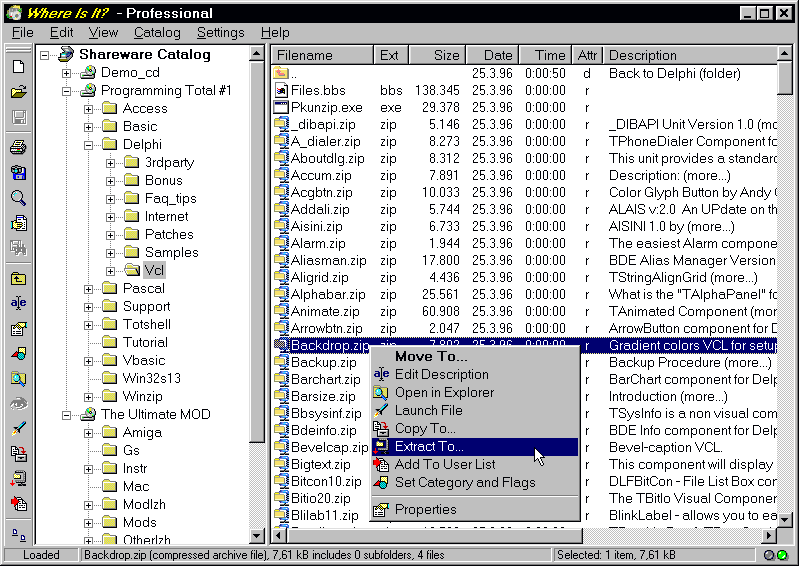 Where Is It? - Professional
File Edit View Catalog Settings Help
Shareware Catalog
Demo_cd
Programming Total #1
Access
Basic
Delphi
3rdparty
Bonus
Faq_tips
Internet
Patches
Samples
Vcl
Pascal
Support
Totshell
Tutorial
Vbasic
Win32s13
Winzip
The Ultimate MOD
Amiga
Gs
Instr
Mac
Modlzh
Mods
Otherlzh
Filename Ext Size Date Time Attr Description
.. 25.3.96 0:00:50 d Back to Delphi (folder)
Files.bbs bbs 138.345 25.3.96 0:00:00 r
Pkunzip.exe exe 29.378 25.3.96 0:00:00 r
_dibapi.zip zip 5.146 25.3.96 0:00:00 r _DIBAPI Unit Version 1.0 (mo
A_dialer.zip zip 8.273 25.3.96 0:00:00 r TPhoneDialer Component fo
Aboutdlg.zip zip 8.312 25.3.96 0:00:00 r This unit provides a standard
Accum.zip zip 7.891 25.3.96 0:00:00 r Description: (more...)
Acgbtn.zip zip 10.033 25.3.96 0:00:00 r Color Glyph Button by Andy
Addali.zip zip 5.744 25.3.96 0:00:00 r ALAIS v:2.0 An UPdate on th
Aisini.zip zip 6.733 25.3.96 0:00:00 r AISINI 1.0 by (more...)
Alarm.zip zip 1.944 25.3.96 0:00:00 r The easiest Alarm componen
Aliasman.zip zip 17.800 25.3.96 0:00:00 r BDE Alias Manager Version
Aligrid.zip zip 4.436 25.3.96 0:00:00 r TStringAlignGrid (more...)
Alphabar.zip zip 25.561 25.3.96 0:00:00 r What is the "TAlphaPanel" fo
Animate.zip zip 60.908 25.3.96 0:00:00 r TAnimated Component (mor
Arrowbtn.zip zip 2.047 25.3.96 0:00:00 r ArrowButton component for D
Backdrop.zip zip 7.802 25.3.96 0:00:00 r Gradient colors VCL for setup
Backup.zip r Backup Procedure (more...)
Barchart.zip r BarChart component for Delp
Barsize.zip r Introduction (more...)
Bbsysinf.zip r TSysInfo is a non visual com
Bdeinfo.zip r BDE Info Component for Delp
Bevelcap.zip r Bevel-caption VCL.
Bigtext.zip r This component will display
Bitcon10.zip r DLFBitCon - File List Box con
Bitio20.zip r The TBitIo Visual Component
Blilab11.zip r BlinkLabel - allows you to ea
Move To...
Edit Description
Open in Explorer
Launch File
Copy To...
Extract To...
Add To User List
Set Category and Flags
Properties
Loaded Backdrop.zip (compressed archive file), 7,61 kB includes 0 subfolders, 4 files Selected: 1 item, 7,61 kB